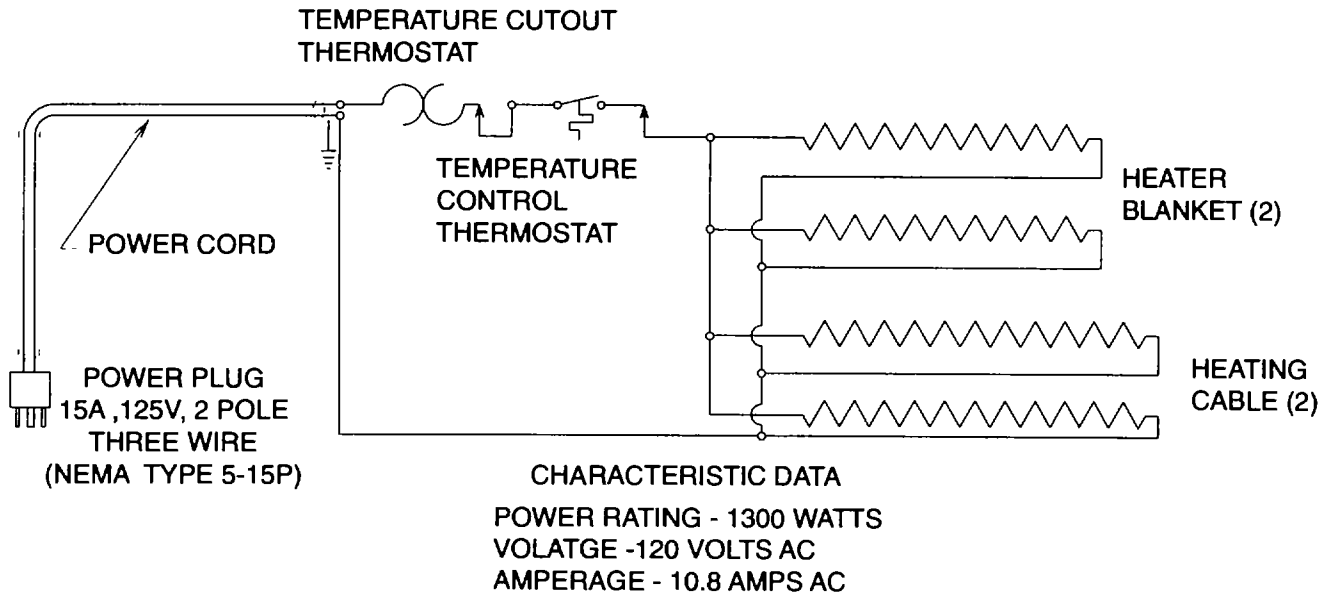 TEMPERATURE CUTOUT
THERMOSTAT
TEMPERATURE
CONTROL
THERMOSTAT
POWER CORD
HEATER
BLANKET (2)
HEATING
CABLE (2)
POWER PLUG
15A ,125V, 2 POLE
THREE WIRE
(NEMA TYPE 5-15P)
CHARACTERISTIC DATA
POWER RATING - 1300 WATTS
VOLATGE -120 VOLTS AC
AMPERAGE - 10.8 AMPS AC